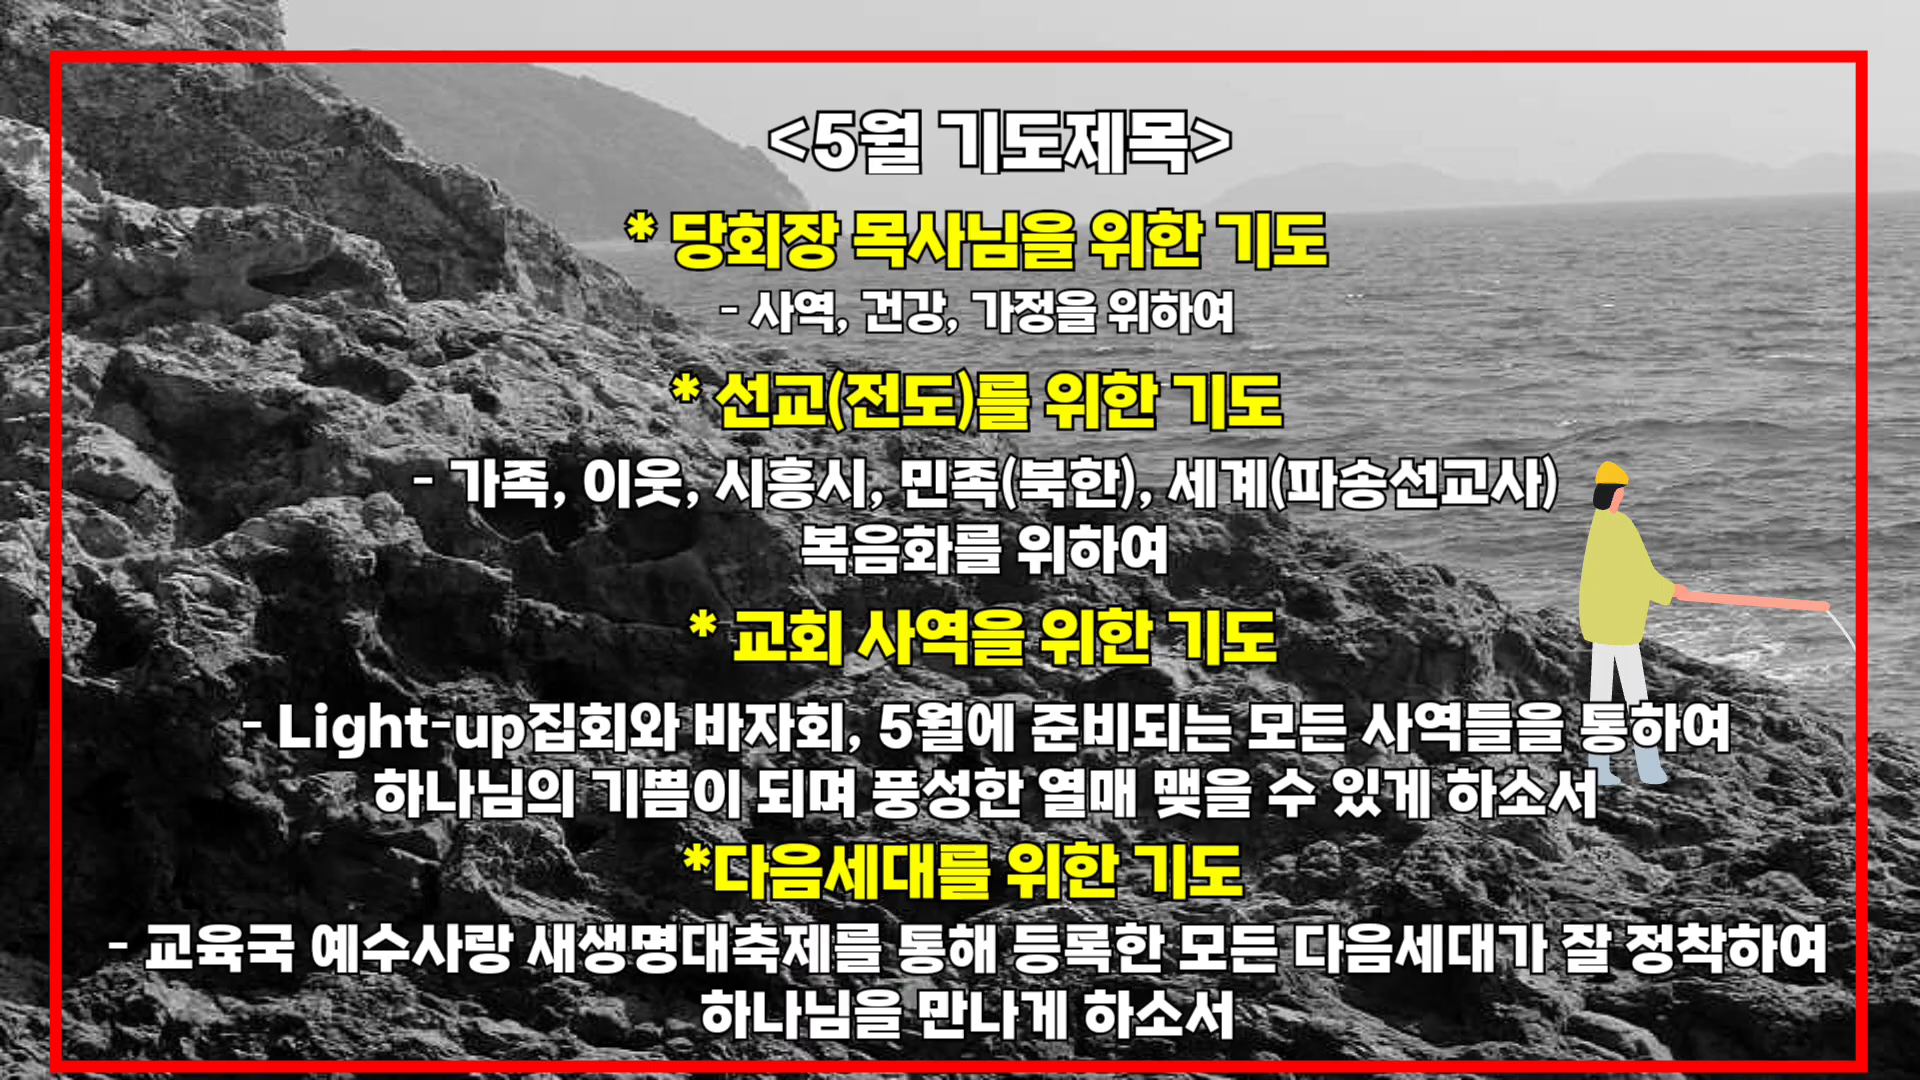 <5월 기도제목>
* 당회장 목사님을 위한 기도
- 사역, 건강, 가정을 위하여
* 선교(전도)를 위한 기도
- 가족, 이웃, 시흥시, 민족(북한), 세계(파송선교사)
복음화를 위하여
* 교회 사역을 위한 기도
- Light-up집회와 바자회, 5월에 준비되는 모든 사역들을 통하여
하나님의 기쁨이 되며 풍성한 열매 맺을 수 있게 하소서
*다음세대를 위한 기도
- 교육국 예수사랑 새생명대축제를 통해 등록한 모든 다음세대가 잘 정착하여
하나님을 만나게 하소서